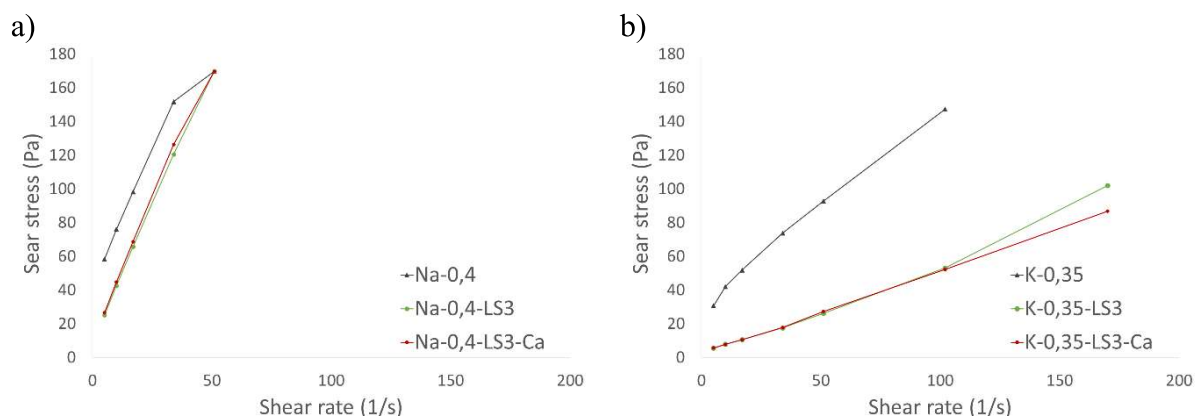 a)
180
160
140
120
100
80
60
40
20
0
Sear stress (Pa)
0 50 100 150 200
Shear rate (1/s)
Na-0,4
Na-0,4-LS3
Na-0,4-LS3-Ca
b)
180
160
140
120
100
80
60
40
20
0
Sear stress (Pa)
0 50 100 150 200
Shear rate (1/s)
K-0,35
K-0,35-LS3
K-0,35-LS3-Ca